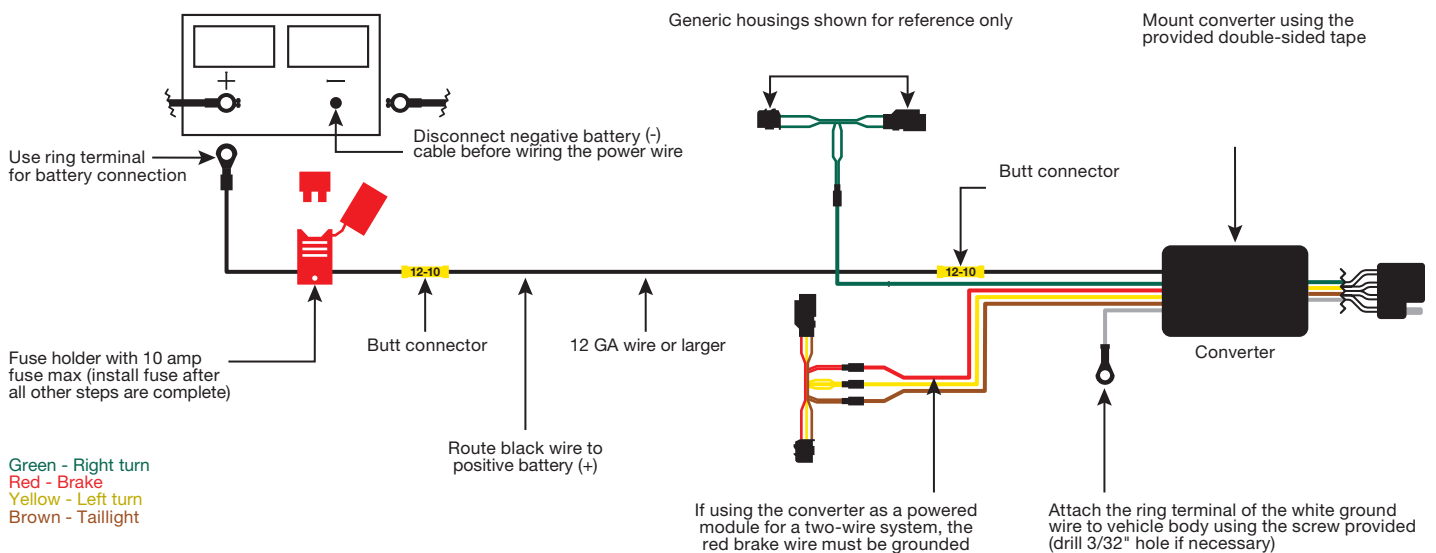 Generic housings shown for reference only
Mount converter using the
provided double-sided tape
+
−
Disconnect negative battery (-)
cable before wiring the power wire
Use ring terminal
for battery connection
Butt connector
12-10
12-10
Fuse holder with 10 amp
fuse max (install fuse after
all other steps are complete)
Butt connector
12 GA wire or larger
Converter
Route black wire to
positive battery (+)
Green - Right turn
Red - Brake
Yellow - Left turn
Brown - Taillight
If using the converter as a powered
module for a two-wire system, the
red brake wire must be grounded
Attach the ring terminal of the white ground
wire to vehicle body using the screw provided
(drill 3/32" hole if necessary)